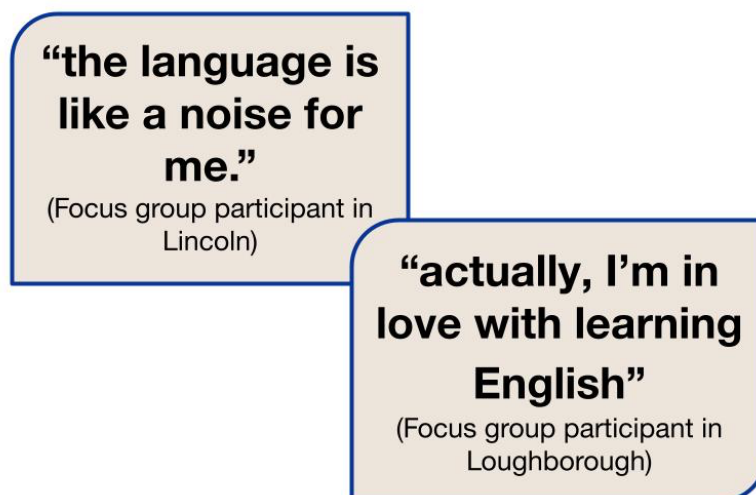 “the language is
like a noise for
me.”
(Focus group participant in
Lincoln)
“actually, I’m in
love with learning
English”
(Focus group participant in
Loughborough)